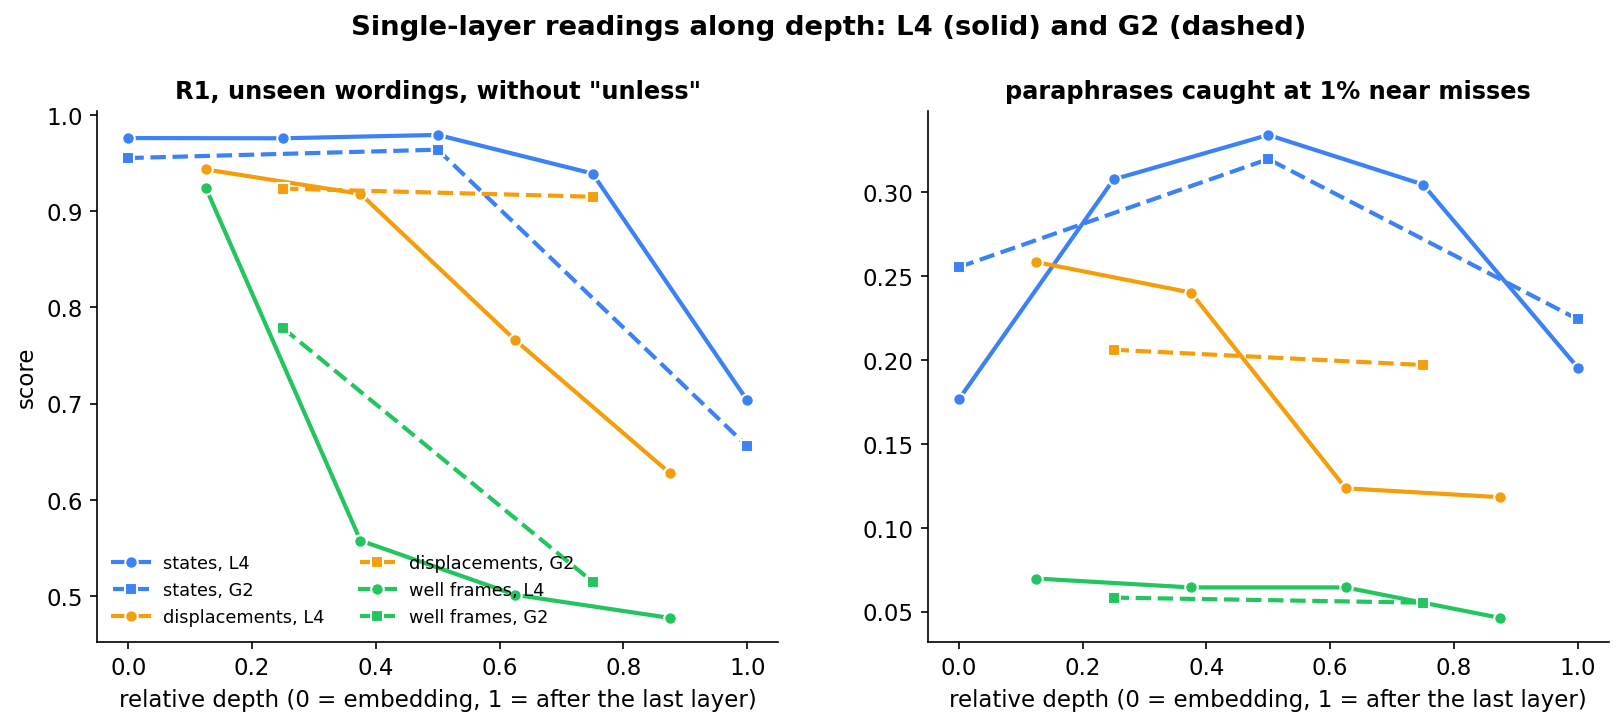 Single-layer readings along depth: L4 (solid) and G2 (dashed)
R1, unseen wordings, without "unless"
score
1.0
0.9
0.8
0.7
0.6
0.5
states, L4
states, G2
displacements, L4
displacements, G2
well frames, L4
well frames, G2
0.0 0.2 0.4 0.6 0.8 1.0
relative depth (0 = embedding, 1 = after the last layer)
paraphrases caught at 1% near misses
0.30
0.25
0.20
0.15
0.10
0.05
0.0 0.2 0.4 0.6 0.8 1.0
relative depth (0 = embedding, 1 = after the last layer)